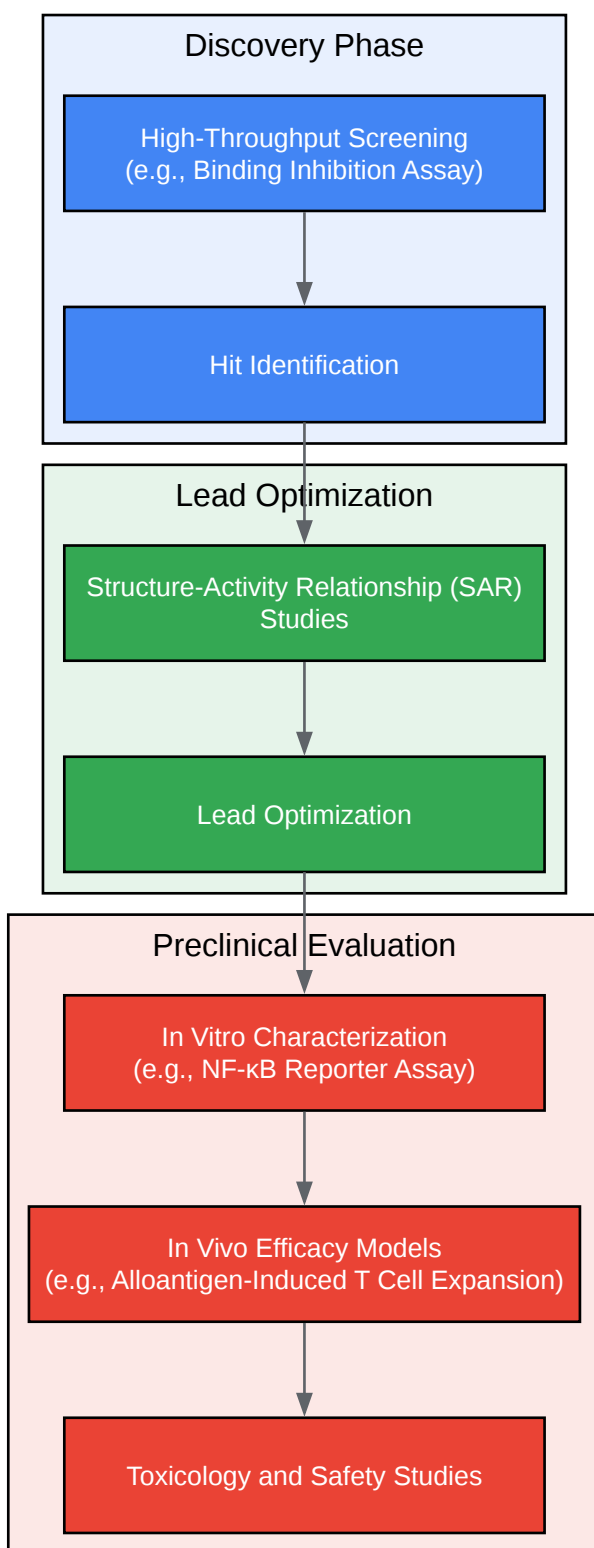 Discovery Phase
High-Throughput Screening
(e.g., Binding Inhibition Assay)
Hit Identification
Lead Optimization
Structure-Activity Relationship (SAR)
Studies
Lead Optimization
Preclinical Evaluation
In Vitro Characterization
(e.g., NF-κB Reporter Assay)
In Vivo Efficacy Models
(e.g., Alloantigen-Induced T Cell Expansion)
Toxicology and Safety Studies